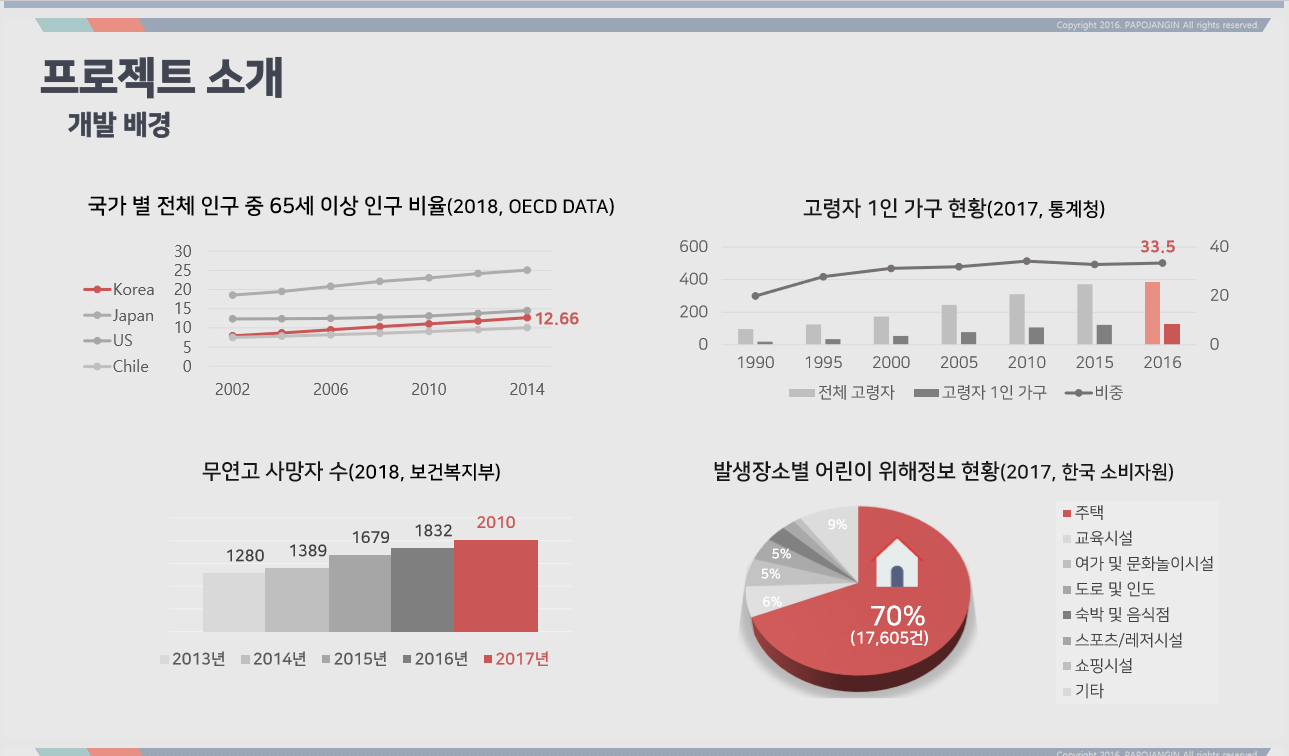 Copyright 2016. PAPOJANGIN All rights reserved.
프로젝트 소개
개발 배경
국가 별 전체 인구 중 65세 이상 인구 비율(2018, OECD DATA)
30
25
20
15
10
5
0
Korea
Japan
US
Chile
12.66
2002 2006 2010 2014
고령자 1인 가구 현황(2017, 통계청)
600
400
200
0
33.5
40
20
0
1990 1995 2000 2005 2010 2015 2016
전체 고령자 고령자 1인 가구 비중
무연고 사망자 수(2018, 보건복지부)
1280 1389 1679 1832 2010
2013년 2014년 2015년 2016년 2017년
발생장소별 어린이 위해정보 현황(2017, 한국 소비자원)
9%
5%
5%
6%
70%
(17,605건)
주택
교육시설
여가 및 문화놀이시설
도로 및 인도
숙박 및 음식점
스포츠/레저시설
쇼핑시설
기타
Copyright 2016. PAPOJANGIN All rights reserved.